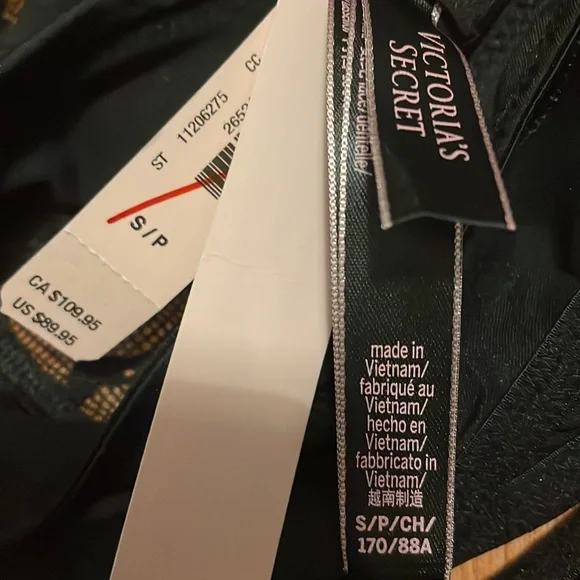 ST 11206275 CC
2653
S / P
CA $109.95
US $89.95
VICTORIA'S
SECRET
made in
Vietnam/
fabriqué au
Vietnam/
hecho en
Vietnam/
fabbricato in
Vietnam/
越南制造
S/P/CH/
170/88A